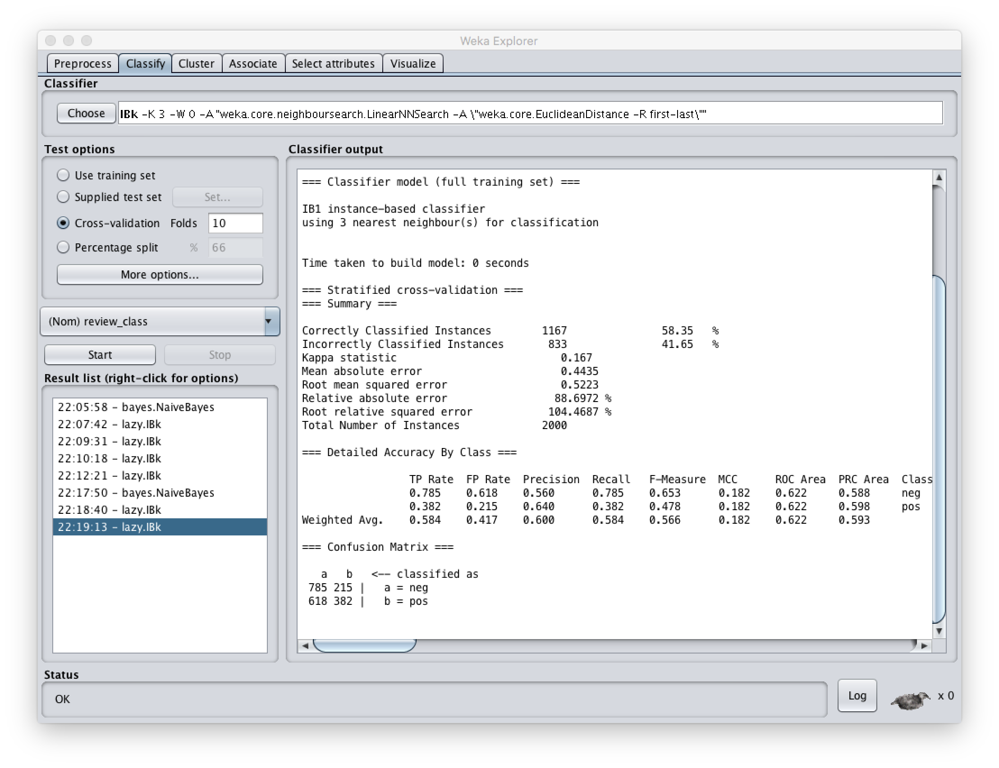 Weka Explorer
Preprocess Classify Cluster Associate Select attributes Visualize
Classifier
Choose IBk -K 3 -W 0 -A "weka.core.neighboursearch.LinearNNSearch -A \"weka.core.EuclideanDistance -R first-last\""
Test options
Use training set
Supplied test set Set...
Cross-validation Folds 10
Percentage split % 66
More options...
(Nom) review_class
Start Stop
Result list (right-click for options)
22:05:58 - bayes.NaiveBayes
22:07:42 - lazy.IBk
22:09:31 - lazy.IBk
22:10:18 - lazy.IBk
22:12:21 - lazy.IBk
22:17:50 - bayes.NaiveBayes
22:18:40 - lazy.IBk
22:19:13 - lazy.IBk
Classifier output
=== Classifier model (full training set) ===
IB1 instance-based classifier
using 3 nearest neighbour(s) for classification
Time taken to build model: 0 seconds
=== Stratified cross-validation ===
=== Summary ===
Correctly Classified Instances 1167 58.35 %
Incorrectly Classified Instances 833 41.65 %
Kappa statistic 0.167
Mean absolute error 0.4435
Root mean squared error 0.5223
Relative absolute error 88.6972 %
Root relative squared error 104.4687 %
Total Number of Instances 2000
=== Detailed Accuracy By Class ===
TP Rate FP Rate Precision Recall F-Measure MCC ROC Area PRC Area Class
0.785 0.618 0.560 0.785 0.653 0.182 0.622 0.588 neg
0.382 0.215 0.640 0.382 0.478 0.182 0.622 0.598 pos
Weighted Avg. 0.584 0.417 0.600 0.584 0.566 0.182 0.622 0.593
=== Confusion Matrix ===
a b <-- classified as
785 215 | a = neg
618 382 | b = pos
Status
OK
Log x 0